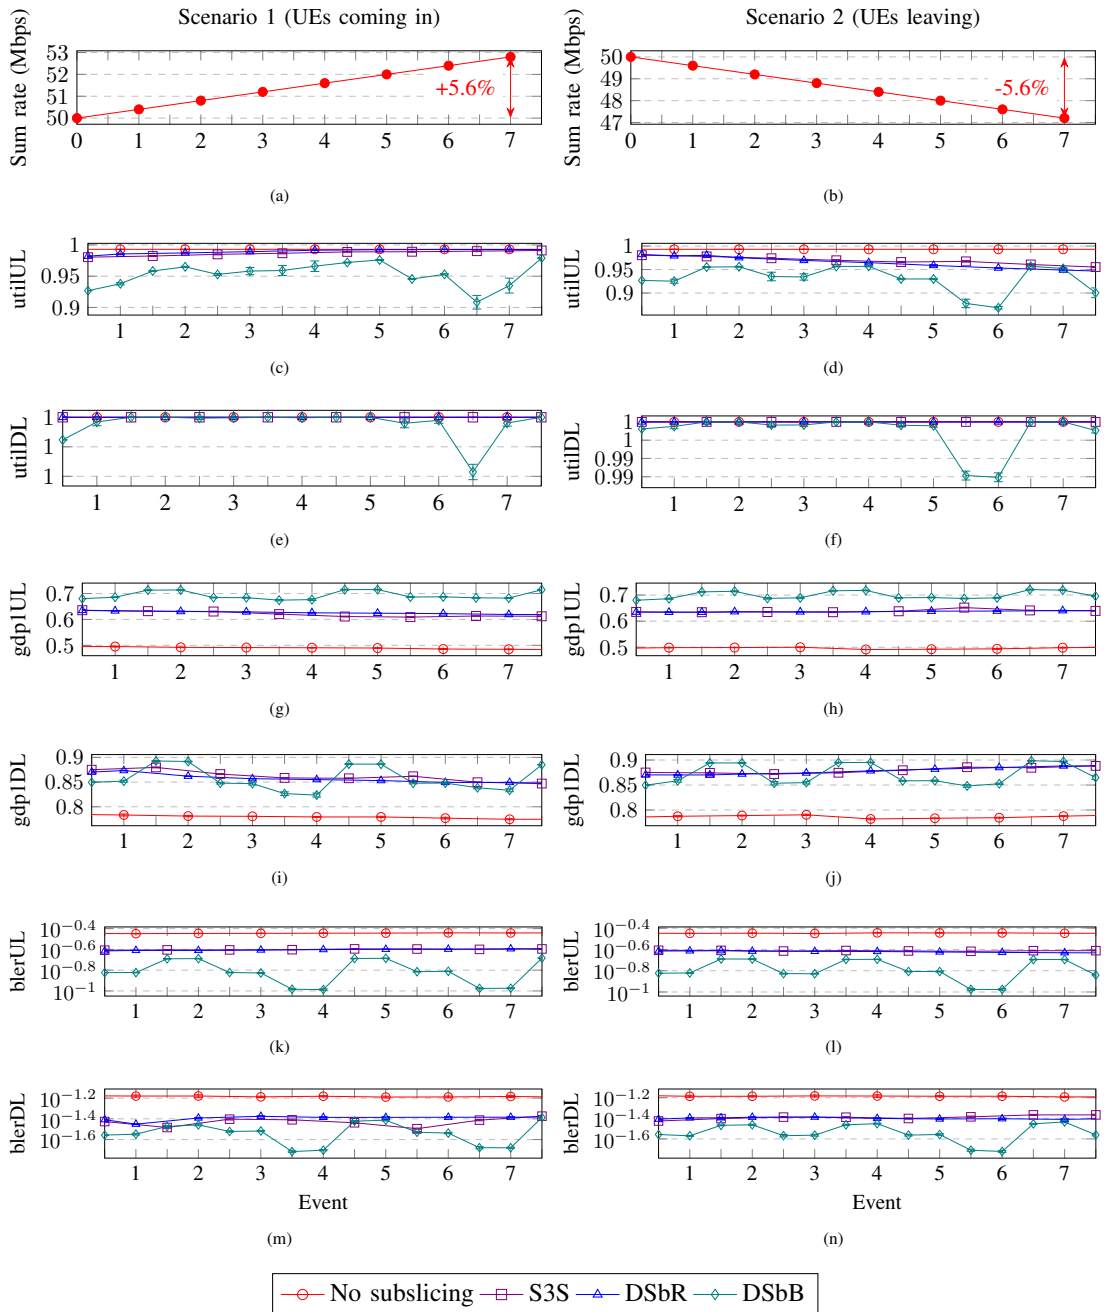 Scenario 1 (UEs coming in)
Scenario 2 (UEs leaving)
Sum rate (Mbps)
53
52
51
50
+5.6%
0 1 2 3 4 5 6 7
(a)
Sum rate (Mbps)
50
49
48
47
-5.6%
0 1 2 3 4 5 6 7
(b)
utilUL
1
0.95
0.9
1 2 3 4 5 6 7
(c)
utilUL
1
0.95
0.9
1 2 3 4 5 6 7
(d)
utilDL
1
1
1
1 2 3 4 5 6 7
(e)
utilDL
1
1
0.99
0.99
1 2 3 4 5 6 7
(f)
gdp1UL
0.7
0.6
0.5
1 2 3 4 5 6 7
(g)
gdp1UL
0.7
0.6
0.5
1 2 3 4 5 6 7
(h)
gdp1DL
0.9
0.85
0.8
1 2 3 4 5 6 7
(i)
gdp1DL
0.9
0.85
0.8
1 2 3 4 5 6 7
(j)
blerUL
10^−0.4
10^−0.6
10^−0.8
10^−1
1 2 3 4 5 6 7
(k)
blerUL
10^−0.4
10^−0.6
10^−0.8
10^−1
1 2 3 4 5 6 7
(l)
blerDL
10^−1.2
10^−1.4
10^−1.6
1 2 3 4 5 6 7
Event
(m)
blerDL
10^−1.2
10^−1.4
10^−1.6
1 2 3 4 5 6 7
Event
(n)
No subslicing S3S DSbR DSbB